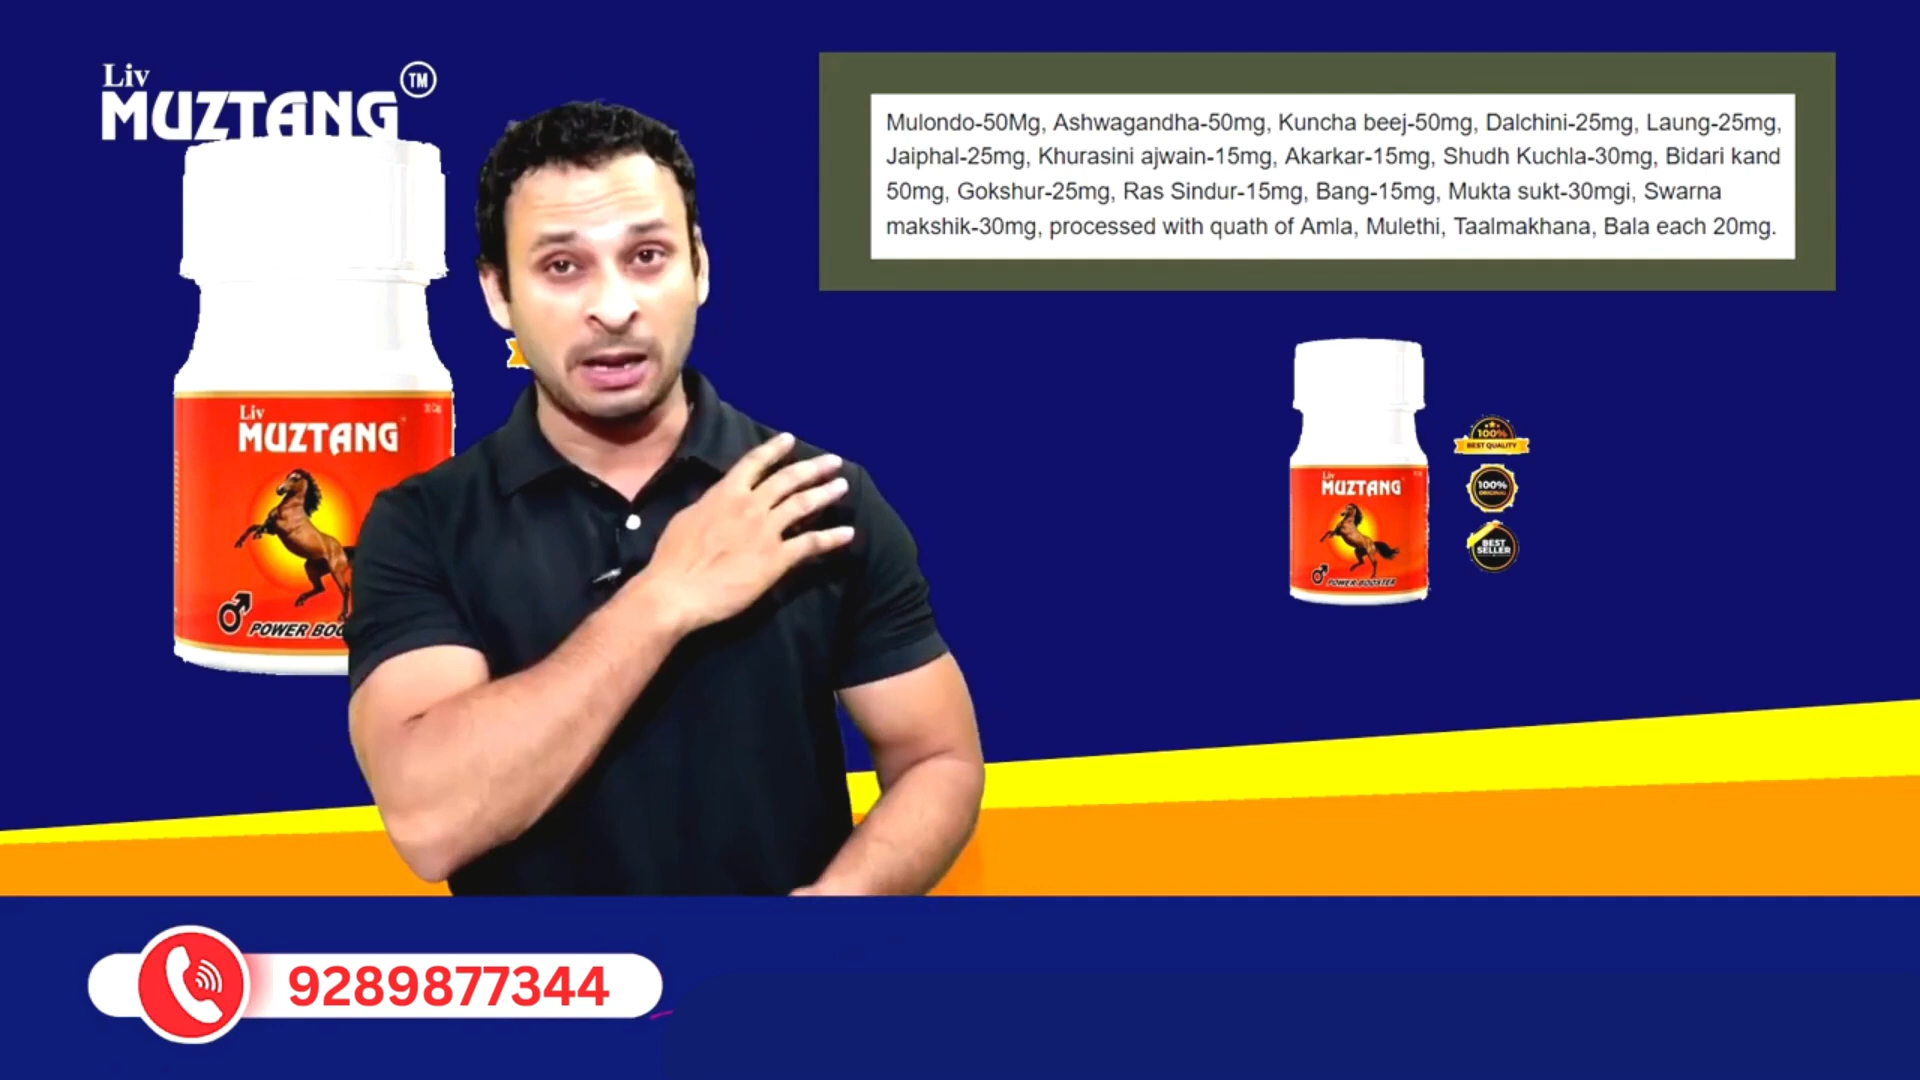 Liv
MUZTANG
TM
Mulondo-50Mg, Ashwagandha-50mg, Kuncha beej-50mg, Dalchini-25mg, Laung-25mg,
Jaiphal-25mg, Khurasini ajwain-15mg, Akarkar-15mg, Shudh Kuchla-30mg, Bidari kand
50mg, Gokshur-25mg, Ras Sindur-15mg, Bang-15mg, Mukta sukt-30mgi, Swarna
makshik-30mg, processed with quath of Amla, Mulethi, Taalmakhana, Bala each 20mg.
Liv
MUZTANG
POWER BOO
Liv
MUZTANG
POWER BOOSTER
100%
BEST QUALITY
100%
ORIGINAL
BEST
SELLER
9289877344